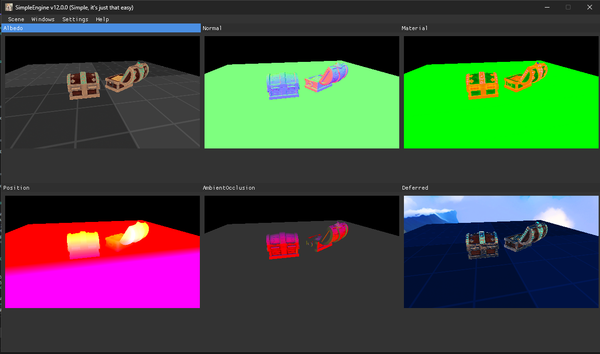 SimpleEngine v12.0.0 (Simple, it's just that easy)
Scene Windows Settings Help
Albedo Normal Material
Position AmbientOcclusion Deferred